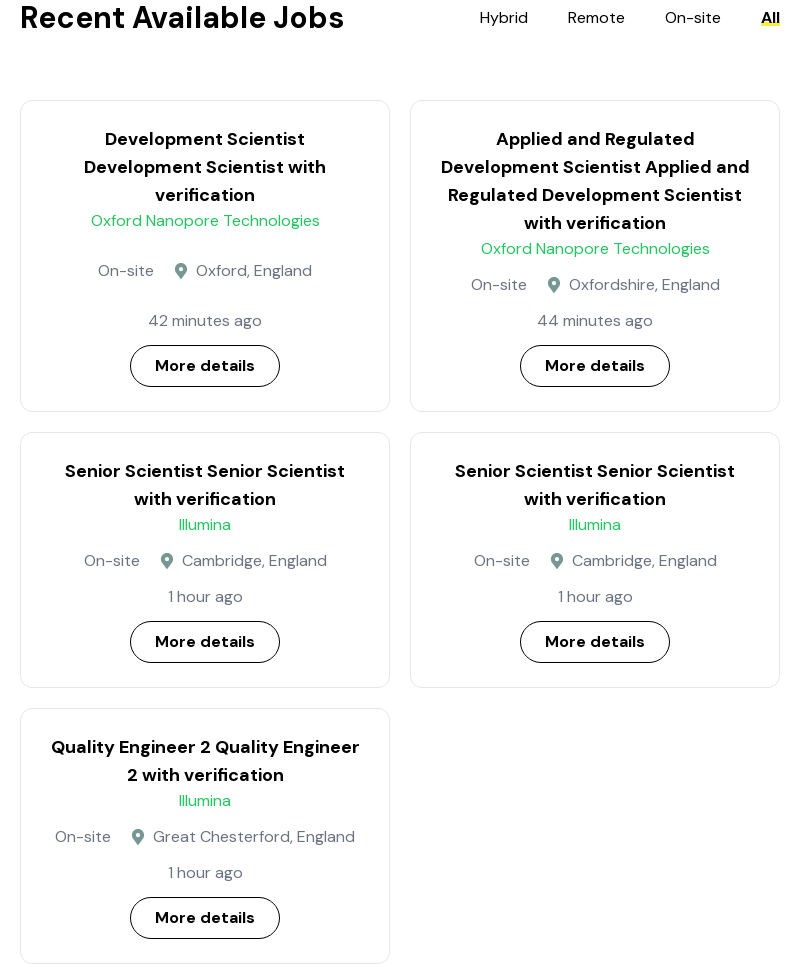 Recent Available Jobs
Hybrid Remote On-site All
Development Scientist
Development Scientist with
verification
Oxford Nanopore Technologies
On-site Oxford, England
42 minutes ago
More details
Applied and Regulated
Development Scientist Applied and
Regulated Development Scientist
with verification
Oxford Nanopore Technologies
On-site Oxfordshire, England
44 minutes ago
More details
Senior Scientist Senior Scientist
with verification
Illumina
On-site Cambridge, England
1 hour ago
More details
Senior Scientist Senior Scientist
with verification
Illumina
On-site Cambridge, England
1 hour ago
More details
Quality Engineer 2 Quality Engineer
2 with verification
Illumina
On-site Great Chesterford, England
1 hour ago
More details